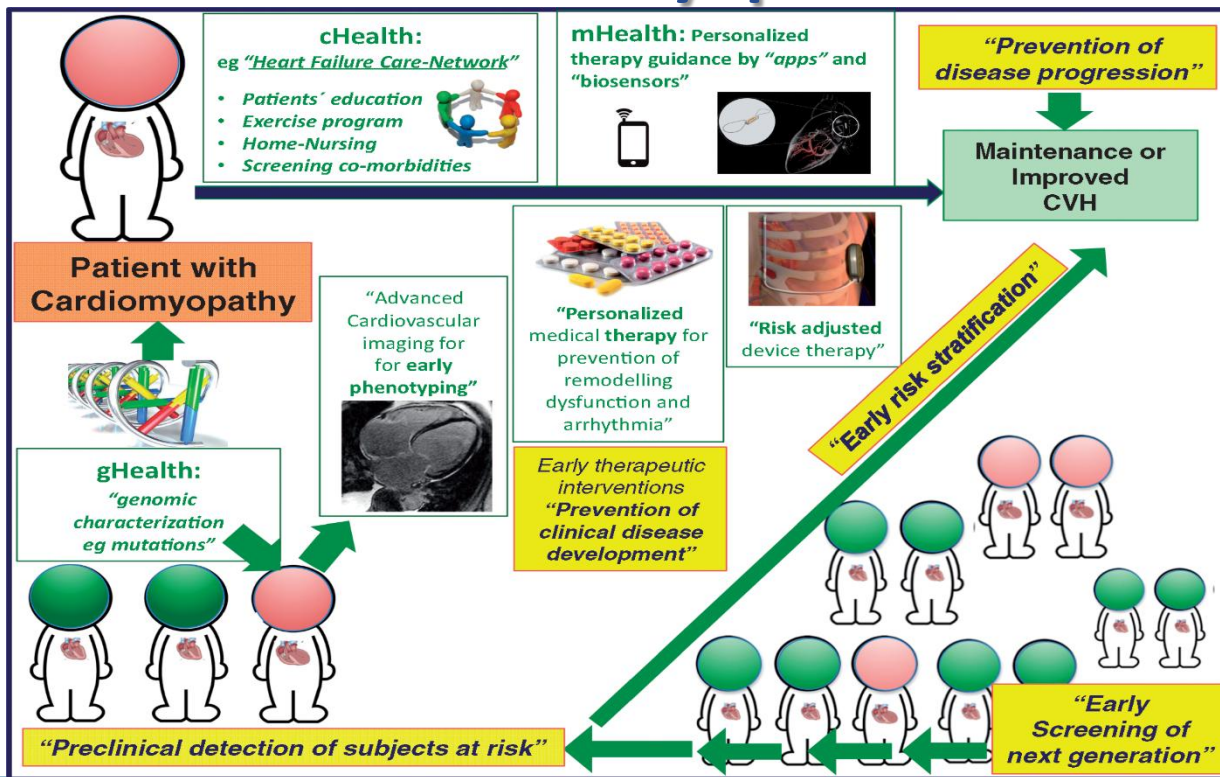 cHealth:
eg "Heart Failure Care-Network"
• Patients´ education
• Exercise program
• Home-Nursing
• Screening co-morbidities
mHealth: Personalized
therapy guidance by "apps" and
"biosensors"
"Prevention of
disease progression"
Maintenance or
Improved
CVH
Patient with
Cardiomyopathy
"Advanced
Cardiovascular
imaging for
for early
phenotyping"
"Personalized
medical therapy for
prevention of
remodelling
dysfunction and
arrhythmia"
"Risk adjusted
device therapy"
"Early risk stratification"
gHealth:
"genomic
characterization
eg mutations"
Early therapeutic
interventions
"Prevention of
clinical disease
development"
"Preclinical detection of subjects at risk"
"Early
Screening of
next generation"